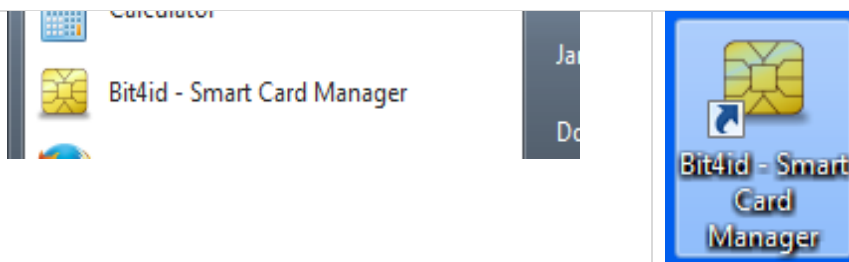 Calculator
Bit4id - Smart Card Manager
Bit4id - Smart
Card
Manager